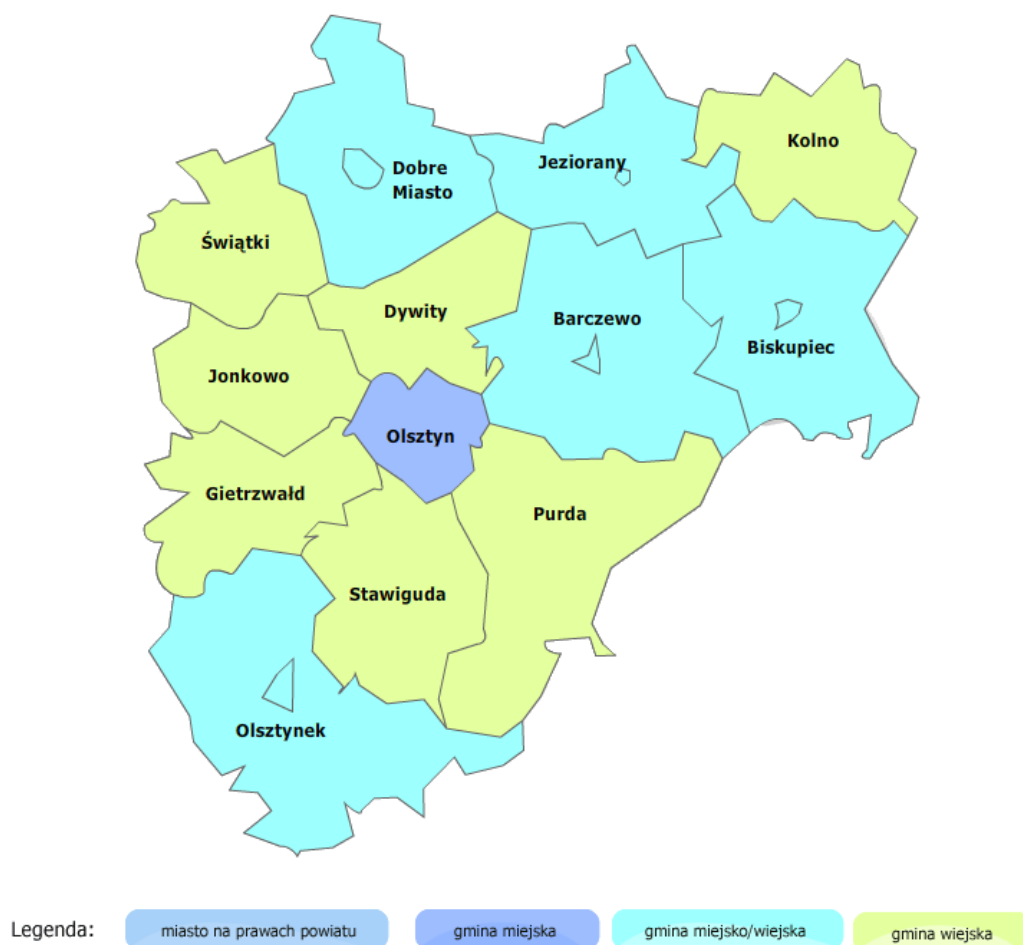 Kolno
Jeziorany
Dobre
Miasto
Świątki
Dywity
Barczewo
Biskupiec
Jonkowo
Olsztyn
Gietrzwałd
Purda
Stawiguda
Olsztynek
Legenda: miasto na prawach powiatu gmina miejska gmina miejsko/wiejska gmina wiejska